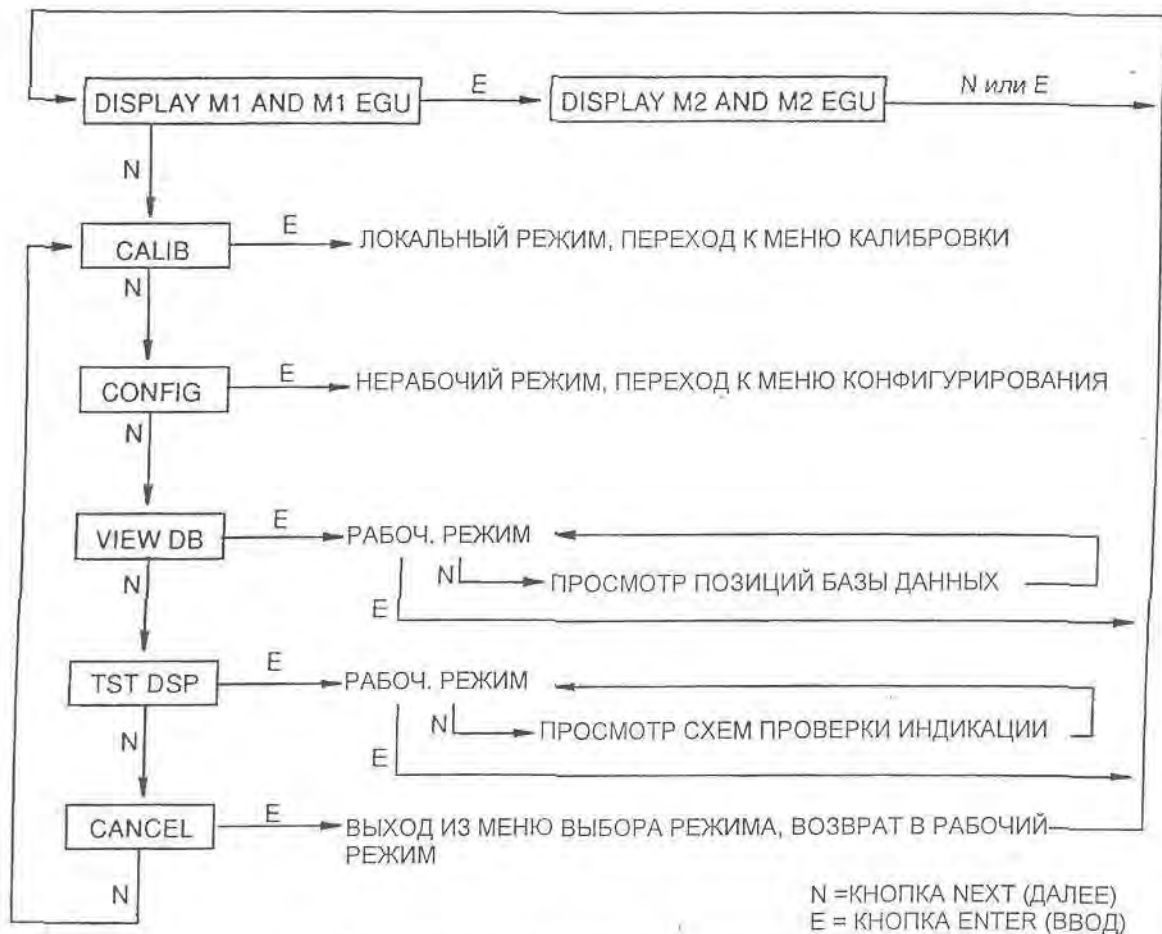 DISPLAY M1 AND M1 EGU
E
DISPLAY M2 AND M2 EGU
N или E
N
CALIB
E
ЛОКАЛЬНЫЙ РЕЖИМ, ПЕРЕХОД К МЕНЮ КАЛИБРОВКИ
N
CONFIG
E
НЕРАБОЧИЙ РЕЖИМ, ПЕРЕХОД К МЕНЮ КОНФИГУРИРОВАНИЯ
N
VIEW DB
E
РАБОЧ. РЕЖИМ
N
ПРОСМОТР ПОЗИЦИЙ БАЗЫ ДАННЫХ
E
N
TST DSP
E
РАБОЧ. РЕЖИМ
N
ПРОСМОТР СХЕМ ПРОВЕРКИ ИНДИКАЦИИ
E
N
CANCEL
E
ВЫХОД ИЗ МЕНЮ ВЫБОРА РЕЖИМА, ВОЗВРАТ В РАБОЧИЙ
РЕЖИМ
N
N =КНОПКА NEXT (ДАЛЕЕ)
E = КНОПКА ENTER (ВВОД)